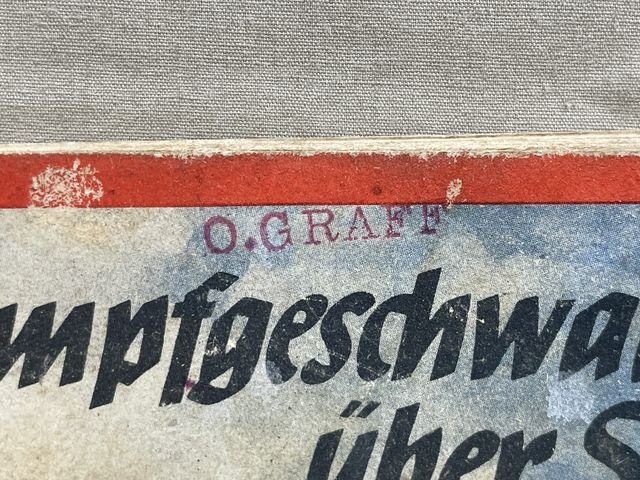 O.GRAFF
mpfgeschwa
über S